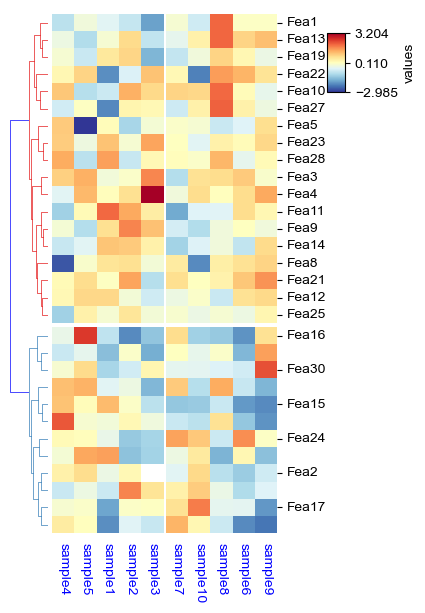 Fea1
Fea13
Fea19
Fea22
Fea10
Fea27
Fea5
Fea23
Fea28
Fea3
Fea4
Fea11
Fea9
Fea14
Fea8
Fea21
Fea12
Fea25
Fea16
Fea30
Fea15
Fea24
Fea2
Fea17
3.204
0.110
-2.985
values
sample4
sample5
sample1
sample2
sample3
sample7
sample10
sample8
sample6
sample9